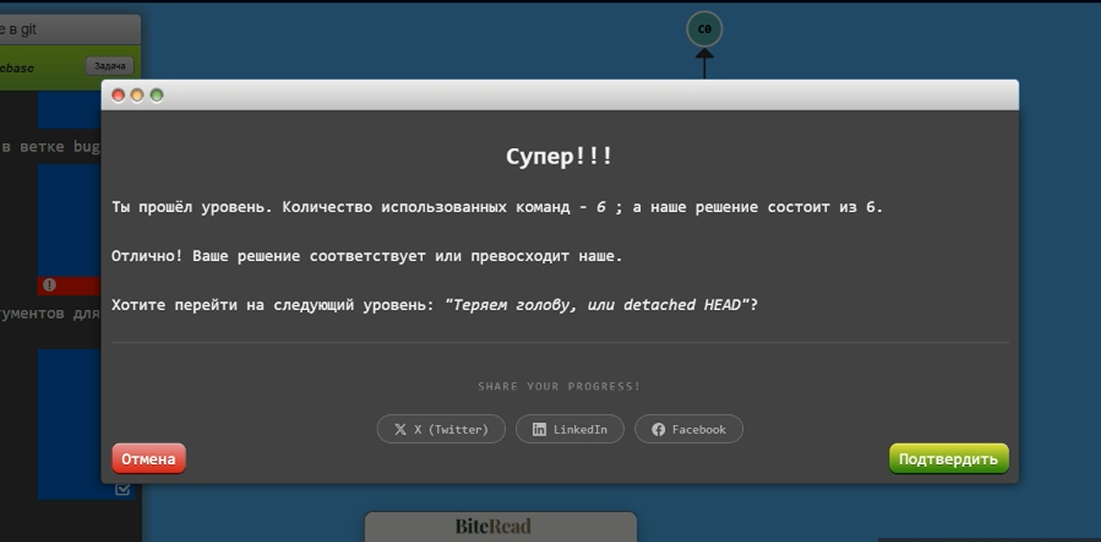 е в git
C0
ebase
Задача
Супер!!!
в ветке bug
Ты прошёл уровень. Количество использованных команд - 6 ; а наше решение состоит из 6.
Отлично! Ваше решение соответствует или превосходит наше.
Хотите перейти на следующий уровень: "Теряем голову, или detached HEAD"?
ументов для
SHARE YOUR PROGRESS!
X (Twitter)
LinkedIn
Facebook
Отмена
Подтвердить
BiteRead